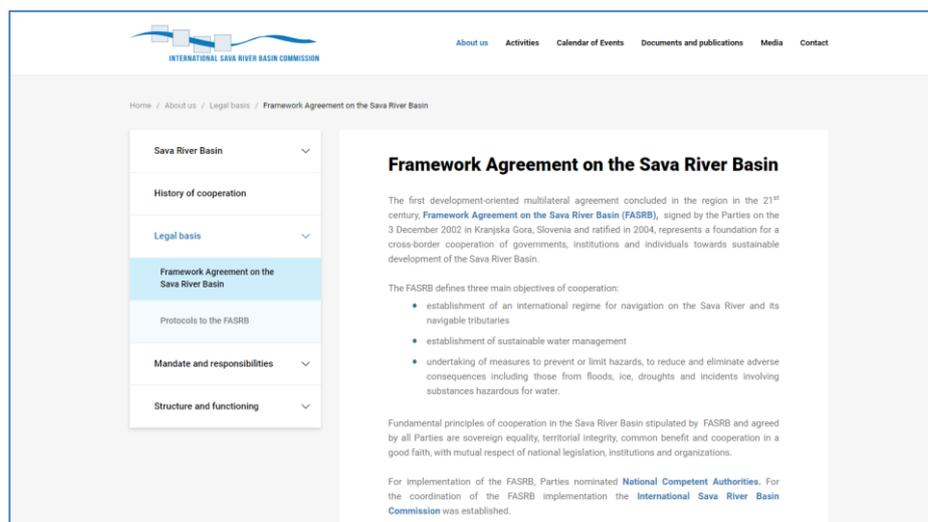 INTERNATIONAL SAVA RIVER BASIN COMMISSION
About us Activities Calendar of Events Documents and publications Media Contact
Home / About us / Legal basis / Framework Agreement on the Sava River Basin
Sava River Basin
History of cooperation
Legal basis
Framework Agreement on the
Sava River Basin
Protocols to the FASRB
Mandate and responsibilities
Structure and functioning
Framework Agreement on the Sava River Basin
The first development-oriented multilateral agreement concluded in the region in the 21st
century, Framework Agreement on the Sava River Basin (FASRB), signed by the Parties on the
3 December 2002 in Kranjska Gora, Slovenia and ratified in 2004, represents a foundation for a
cross-border cooperation of governments, institutions and individuals towards sustainable
development of the Sava River Basin.
The FASRB defines three main objectives of cooperation:
• establishment of an international regime for navigation on the Sava River and its
navigable tributaries
• establishment of sustainable water management
• undertaking of measures to prevent or limit hazards, to reduce and eliminate adverse
consequences including those from floods, ice, droughts and incidents involving
substances hazardous for water.
Fundamental principles of cooperation in the Sava River Basin stipulated by FASRB and agreed
by all Parties are sovereign equality, territorial integrity, common benefit and cooperation in a
good faith, with mutual respect of national legislation, institutions and organizations.
For implementation of the FASRB, Parties nominated National Competent Authorities. For
the coordination of the FASRB implementation the International Sava River Basin
Commission was established.